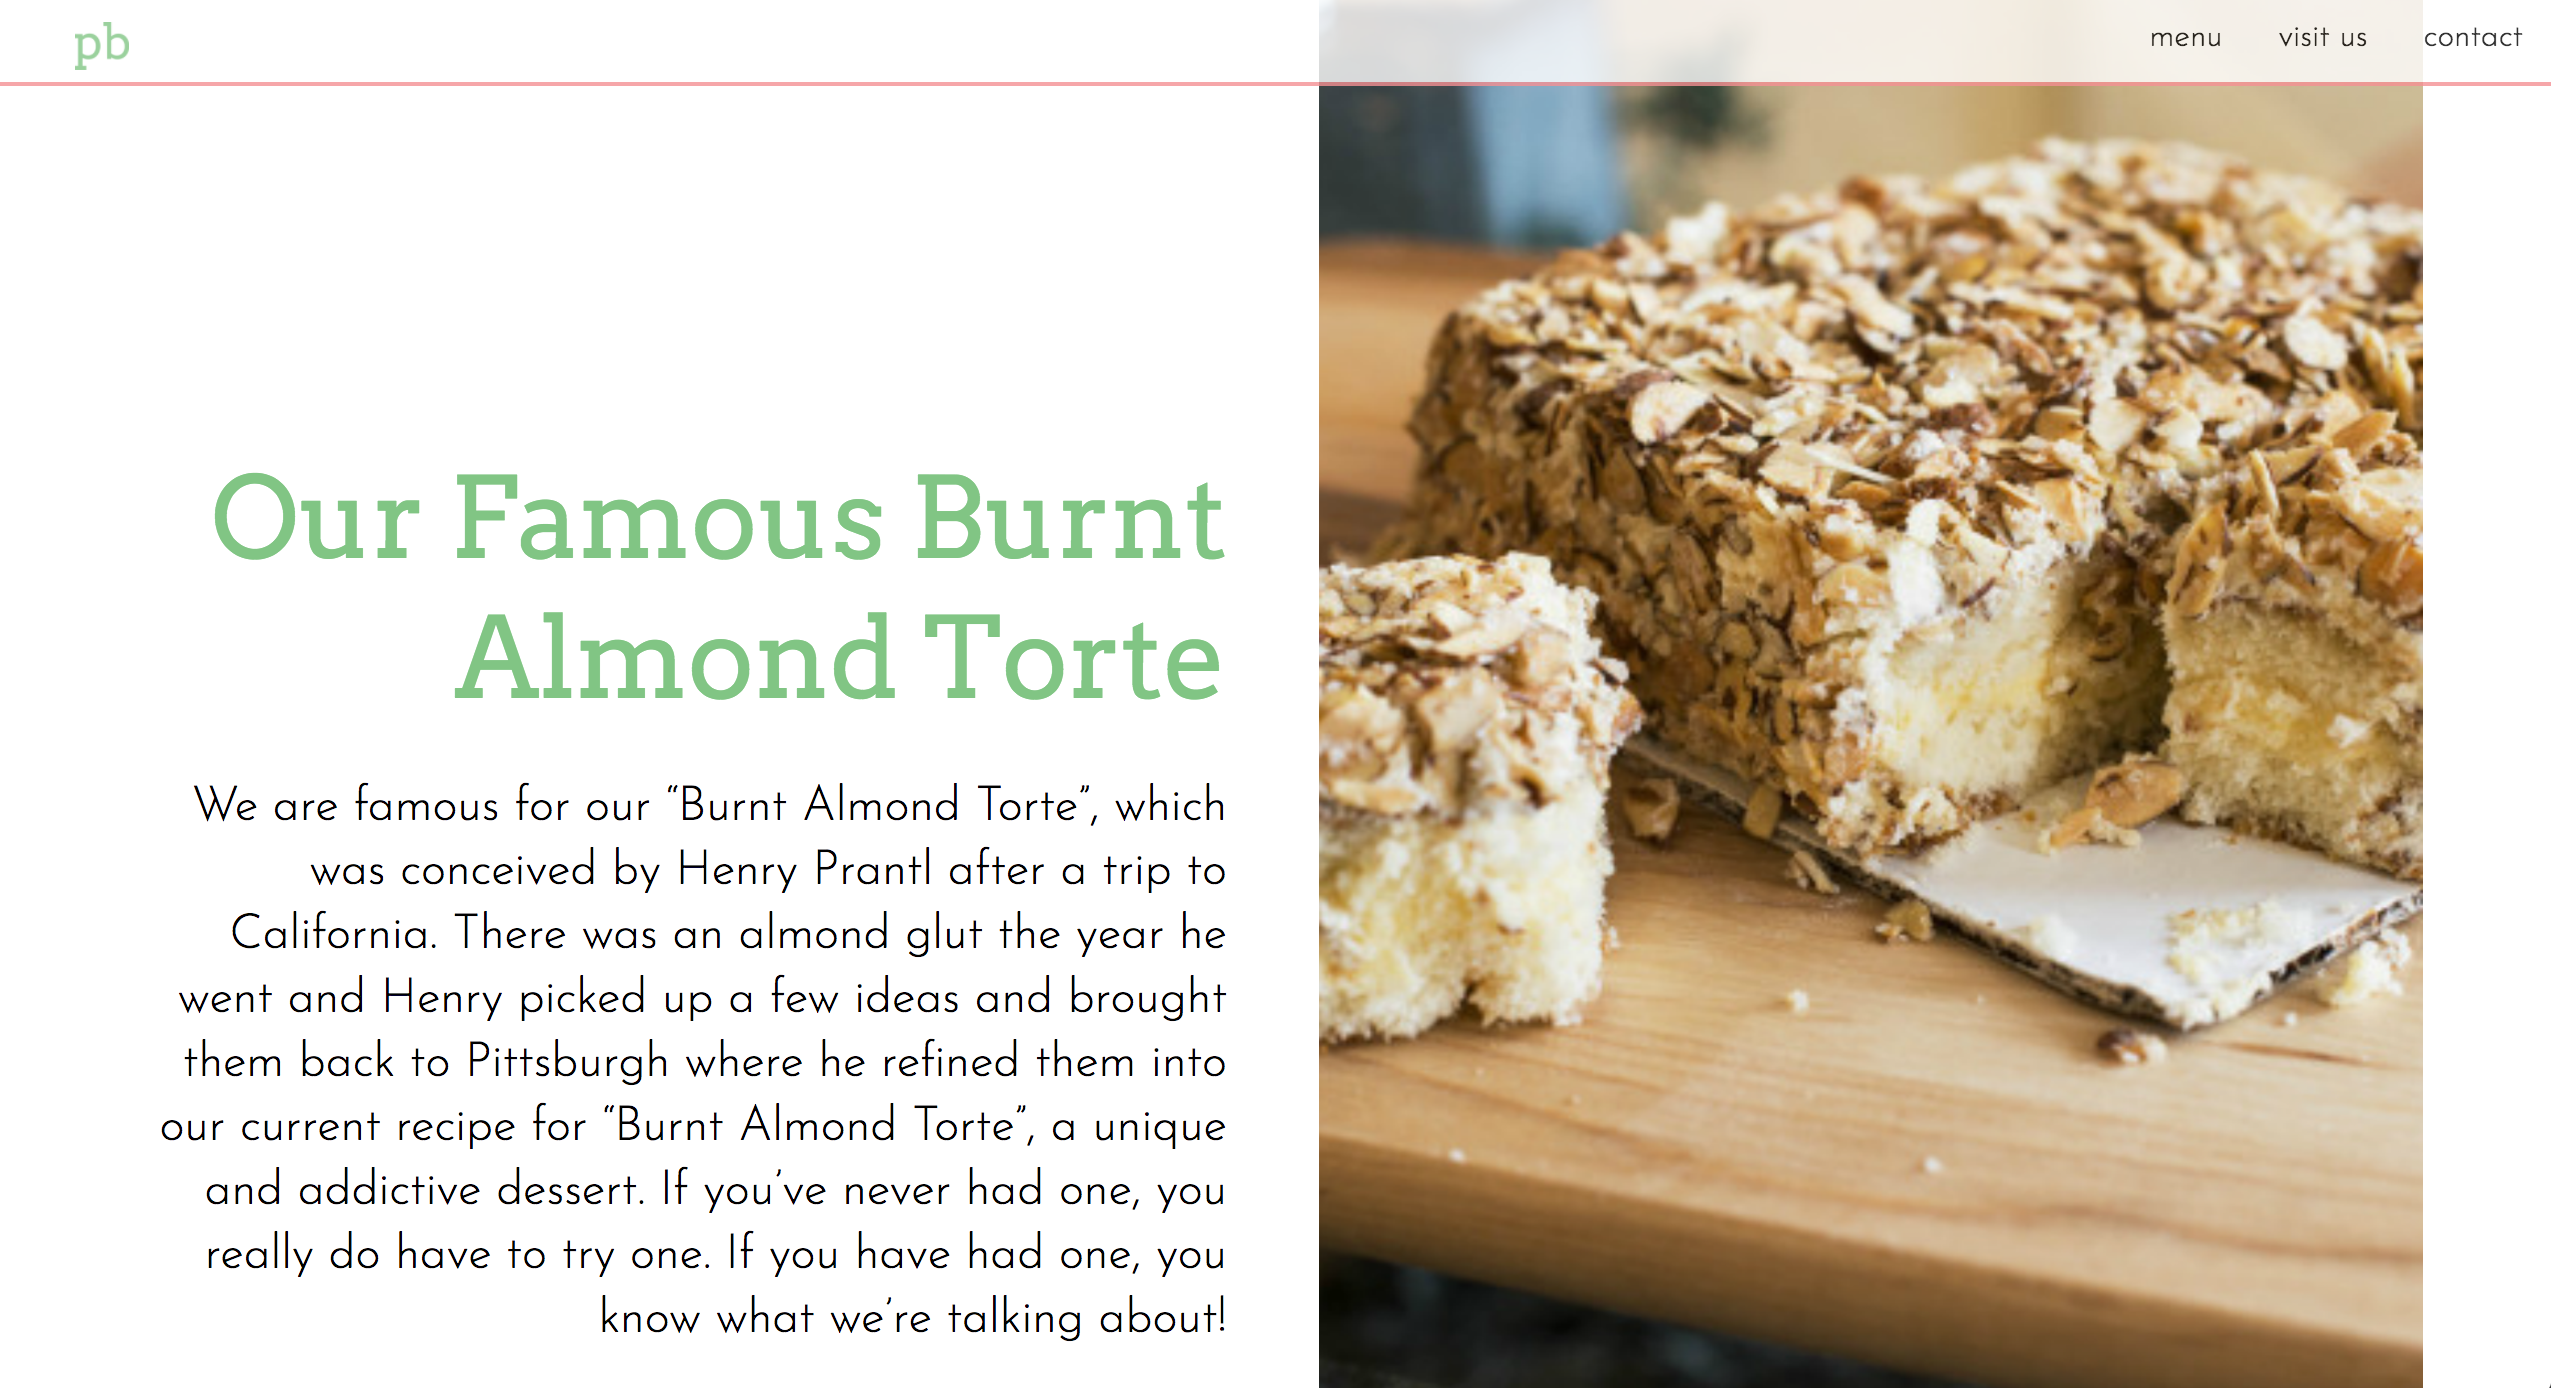 pb
menu visit us contact
Our Famous Burnt
Almond Torte
We are famous for our “Burnt Almond Torte”, which
was conceived by Henry Prantl after a trip to
California. There was an almond glut the year he
went and Henry picked up a few ideas and brought
them back to Pittsburgh where he refined them into
our current recipe for “Burnt Almond Torte”, a unique
and addictive dessert. If you’ve never had one, you
really do have to try one. If you have had one, you
know what we’re talking about!